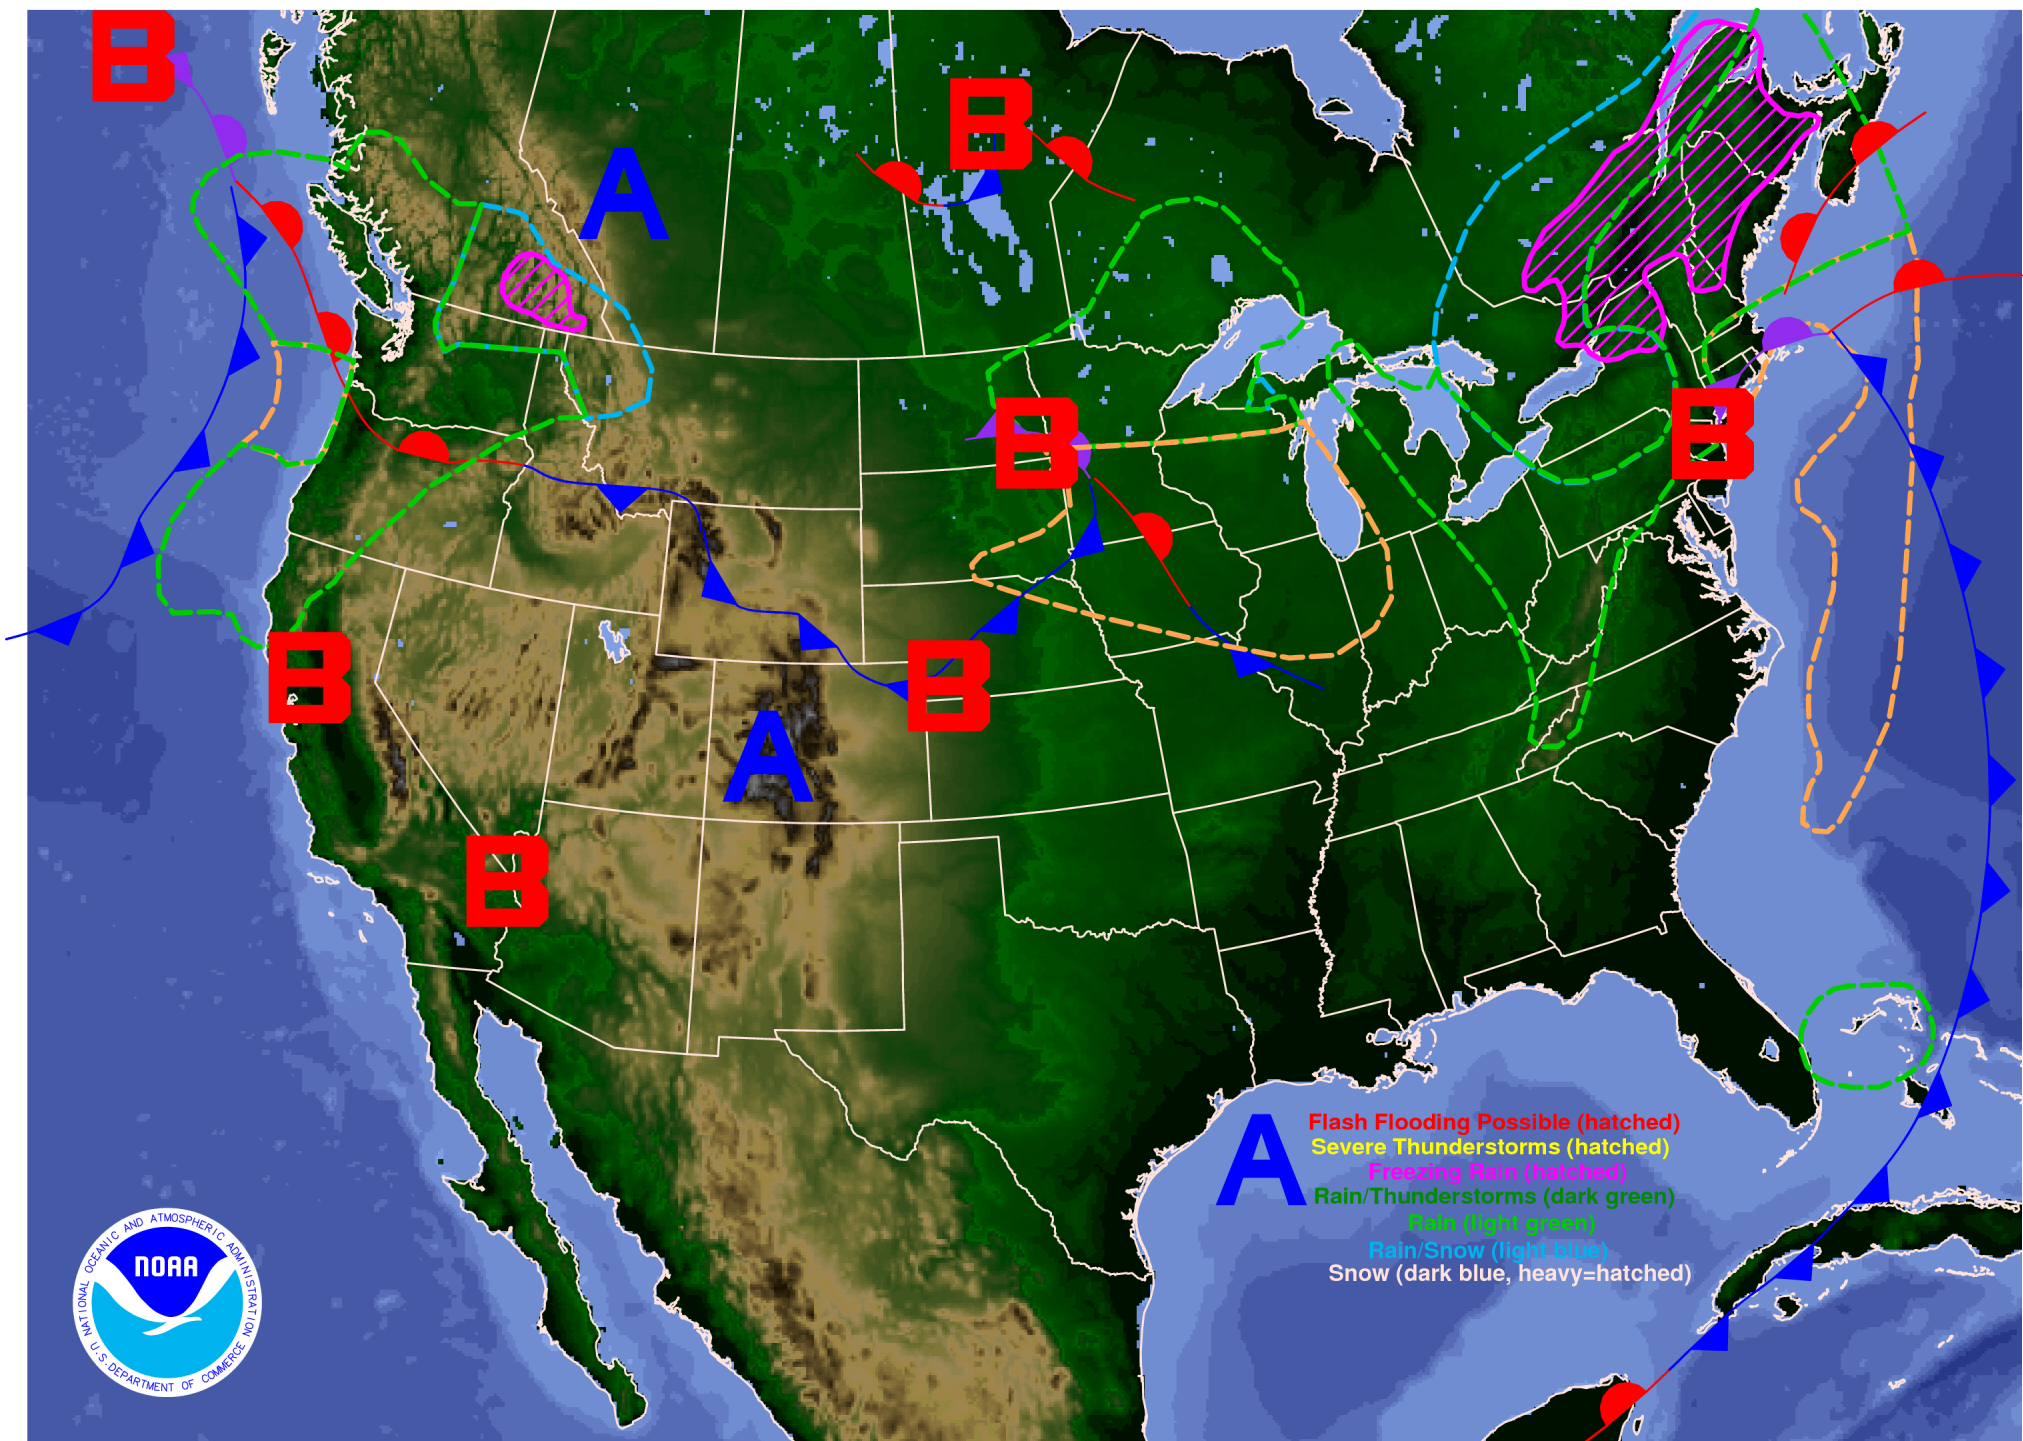 B
B
A
B
B
B
B
A
B
A
Flash Flooding Possible (hatched)
Severe Thunderstorms (hatched)
Freezing Rain (hatched)
Rain/Thunderstorms (dark green)
Rain (light green)
Rain/Snow (light blue)
Snow (dark blue, heavy=hatched)
NATIONAL OCEANIC AND ATMOSPHERIC ADMINISTRATION
NOAA
U.S. DEPARTMENT OF COMMERCE